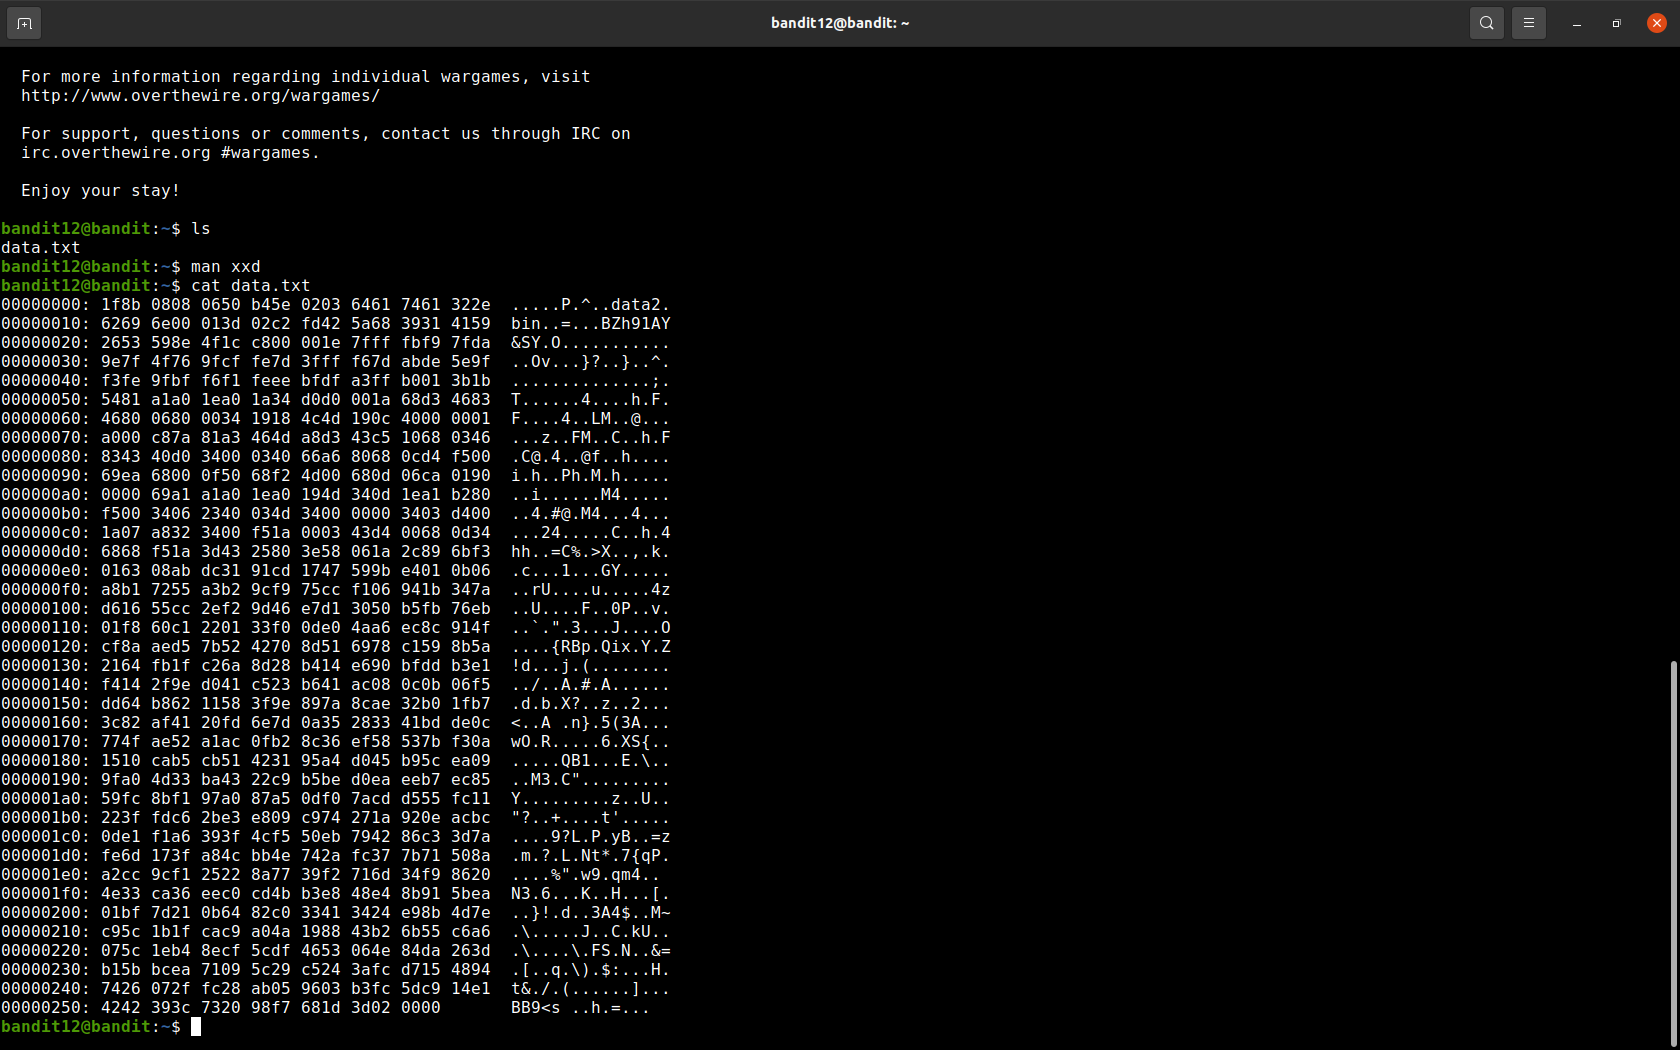 bandit12@bandit: ~
For more information regarding individual wargames, visit
http://www.overthewire.org/wargames/
For support, questions or comments, contact us through IRC on
irc.overthewire.org #wargames.
Enjoy your stay!
bandit12@bandit:~$ ls
data.txt
bandit12@bandit:~$ man xxd
bandit12@bandit:~$ cat data.txt
00000000: 1f8b 0808 0650 b45e 0203 6461 7461 322e  .....P.^..data2.
00000010: 6269 6e00 013d 02c2 fd42 5a68 3931 4159  bin..=...BZh91AY
00000020: 2653 598e 4f1c c800 001e 7fff fbf9 7fda  &SY.O...........
00000030: 9e7f 4f76 9fcf fe7d 3fff f67d abde 5e9f  ..Ov...}?..}..^.
00000040: f3fe 9fbf f6f1 feee bfdf a3ff b001 3b1b  ..............;.
00000050: 5481 a1a0 1ea0 1a34 d0d0 001a 68d3 4683  T......4....h.F.
00000060: 4680 0680 0034 1918 4c4d 190c 4000 0001  F....4..LM..@...
00000070: a000 c87a 81a3 464d a8d3 43c5 1068 0346  ...z..FM..C..h.F
00000080: 8343 40d0 3400 0340 66a6 8068 0cd4 f500  .C@.4..@f..h....
00000090: 69ea 6800 0f50 68f2 4d00 680d 06ca 0190  i.h..Ph.M.h.....
000000a0: 0000 69a1 a1a0 1ea0 194d 340d 1ea1 b280  ..i......M4.....
000000b0: f500 3406 2340 034d 3400 0000 3403 d400  ..4.#@.M4...4...
000000c0: 1a07 a832 3400 f51a 0003 43d4 0068 0d34  ...24.....C..h.4
000000d0: 6868 f51a 3d43 2580 3e58 061a 2c89 6bf3  hh..=C%.>X..,.k.
000000e0: 0163 08ab dc31 91cd 1747 599b e401 0b06  .c...1...GY.....
000000f0: a8b1 7255 a3b2 9cf9 75cc f106 941b 347a  ..rU....u.....4z
00000100: d616 55cc 2ef2 9d46 e7d1 3050 b5fb 76eb  ..U....F..0P..v.
00000110: 01f8 60c1 2201 33f0 0de0 4aa6 ec8c 914f  ..`.".3...J....O
00000120: cf8a aed5 7b52 4270 8d51 6978 c159 8b5a  ....{RBp.Qix.Y.Z
00000130: 2164 fb1f c26a 8d28 b414 e690 bfdd b3e1  !d...j.(........
00000140: f414 2f9e d041 c523 b641 ac08 0c0b 06f5  ../..A.#.A......
00000150: dd64 b862 1158 3f9e 897a 8cae 32b0 1fb7  .d.b.X?..z..2...
00000160: 3c82 af41 20fd 6e7d 0a35 2833 41bd de0c  <..A .n}.5(3A...
00000170: 774f ae52 a1ac 0fb2 8c36 ef58 537b f30a  wO.R.....6.XS{..
00000180: 1510 cab5 cb51 4231 95a4 d045 b95c ea09  .....QB1...E.\..
00000190: 9fa0 4d33 ba43 22c9 b5be d0ea eeb7 ec85  ..M3.C".........
000001a0: 59fc 8bf1 97a0 87a5 0df0 7acd d555 fc11  Y.........z..U..
000001b0: 223f fdc6 2be3 e809 c974 271a 920e acbc  "?..+....t'.....
000001c0: 0de1 f1a6 393f 4cf5 50eb 7942 86c3 3d7a  ....9?L.P.yB..=z
000001d0: fe6d 173f a84c bb4e 742a fc37 7b71 508a  .m.?.L.Nt*.7{qP.
000001e0: a2cc 9cf1 2522 8a77 39f2 716d 34f9 8620  ....%".w9.qm4..
000001f0: 4e33 ca36 eec0 cd4b b3e8 48e4 8b91 5bea  N3.6...K..H...[.
00000200: 01bf 7d21 0b64 82c0 3341 3424 e98b 4d7e  ..}!.d..3A4$..M~
00000210: c95c 1b1f cac9 a04a 1988 43b2 6b55 c6a6  .\.....J..C.kU..
00000220: 075c 1eb4 8ecf 5cdf 4653 064e 84da 263d  .\....\.FS.N..&=
00000230: b15b bcea 7109 5c29 c524 3afc d715 4894  .[..q.\).$:...H.
00000240: 7426 072f fc28 ab05 9603 b3fc 5dc9 14e1  t&./.(......]...
00000250: 4242 393c 7320 98f7 681d 3d02 0000       BB9<s ..h.=...
bandit12@bandit:~$